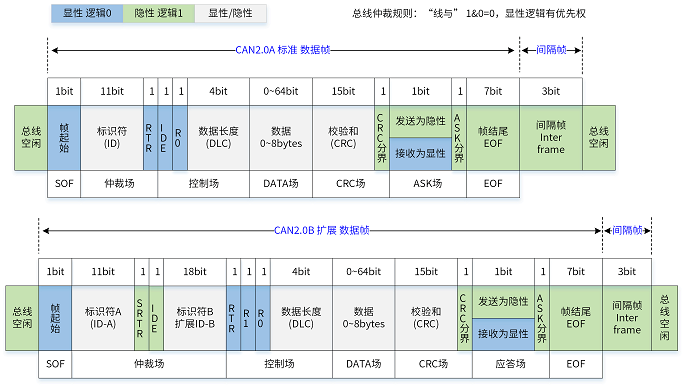 显性 逻辑0 隐性 逻辑1 显性/隐性 总线仲裁规则：“线与” 1&0=0，显性逻辑有优先权
CAN2.0A 标准 数据帧 间隔帧
1bit 11bit 1 1 1 4bit 0~64bit 15bit 1 1bit 1 7bit 3bit
总线空闲
帧起始
标识符
(ID)
RTR
IDE
R0
数据长度
(DLC)
数据
0~8bytes
校验和
(CRC)
CRC分界
发送为隐性
接收为显性
ASK分界
帧结尾
EOF
间隔帧
Inter
frame
总线
空闲
SOF 仲裁场 控制场 DATA场 CRC场 ASK场 EOF
CAN2.0B 扩展 数据帧 间隔帧
1bit 11bit 1 1 18bit 1 1 1 4bit 0~64bit 15bit 1 1bit 1 7bit 3bit
总线
空闲
帧起始
标识符A
(ID-A)
SRTR
IDE
标识符B
扩展ID-B
RTR
R1
R0
数据长度
(DLC)
数据
0~8bytes
校验和
(CRC)
CRC分界
发送为隐性
接收为显性
ASK分界
帧结尾
EOF
间隔帧
Inter
frame
总线空闲
SOF 仲裁场 控制场 DATA场 CRC场 应答场 EOF